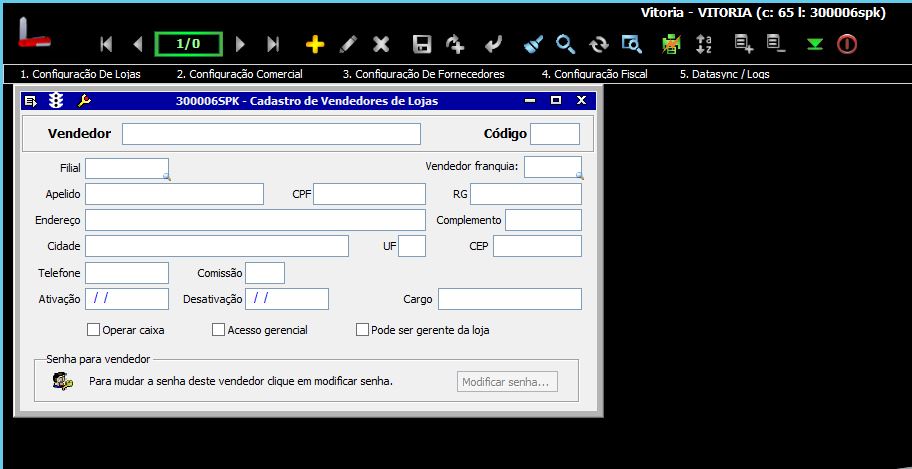 Vitoria - VITORIA (c: 65 l: 300006spk)
1/0
1. Configuração De Lojas 2. Configuração Comercial 3. Configuração De Fornecedores 4. Configuração Fiscal 5. Datasync / Logs
300006SPK - Cadastro de Vendedores de Lojas
Vendedor Código
Filial Vendedor franquia:
Apelido CPF RG
Endereço Complemento
Cidade UF CEP
Telefone Comissão
Ativação / / Desativação / / Cargo
Operar caixa Acesso gerencial Pode ser gerente da loja
Senha para vendedor
Para mudar a senha deste vendedor clique em modificar senha. Modificar senha...